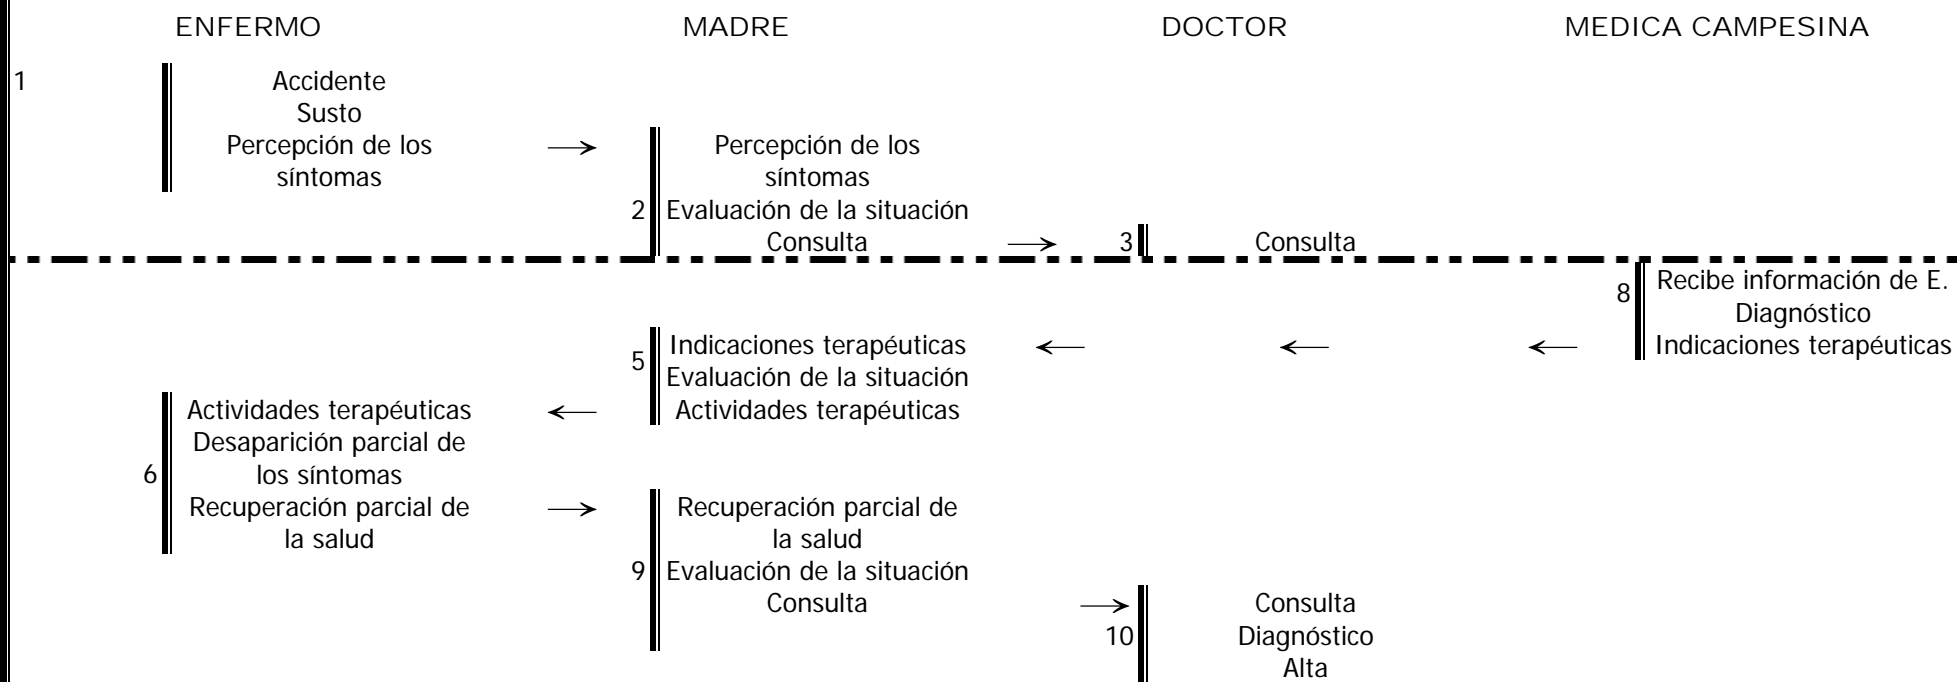 ENFERMO MADRE DOCTOR MEDICA CAMPESINA
1 Accidente
Susto
Percepción de los → Percepción de los
síntomas síntomas
2 Evaluación de la situación
Consulta → 3 Consulta
8 Recibe información de E.
Diagnóstico
5 Indicaciones terapéuticas ← ← ← Indicaciones terapéuticas
Evaluación de la situación
Actividades terapéuticas ← Actividades terapéuticas
Desaparición parcial de
6 los síntomas
Recuperación parcial de → Recuperación parcial de
la salud la salud
9 Evaluación de la situación
Consulta → Consulta
10 Diagnóstico
Alta